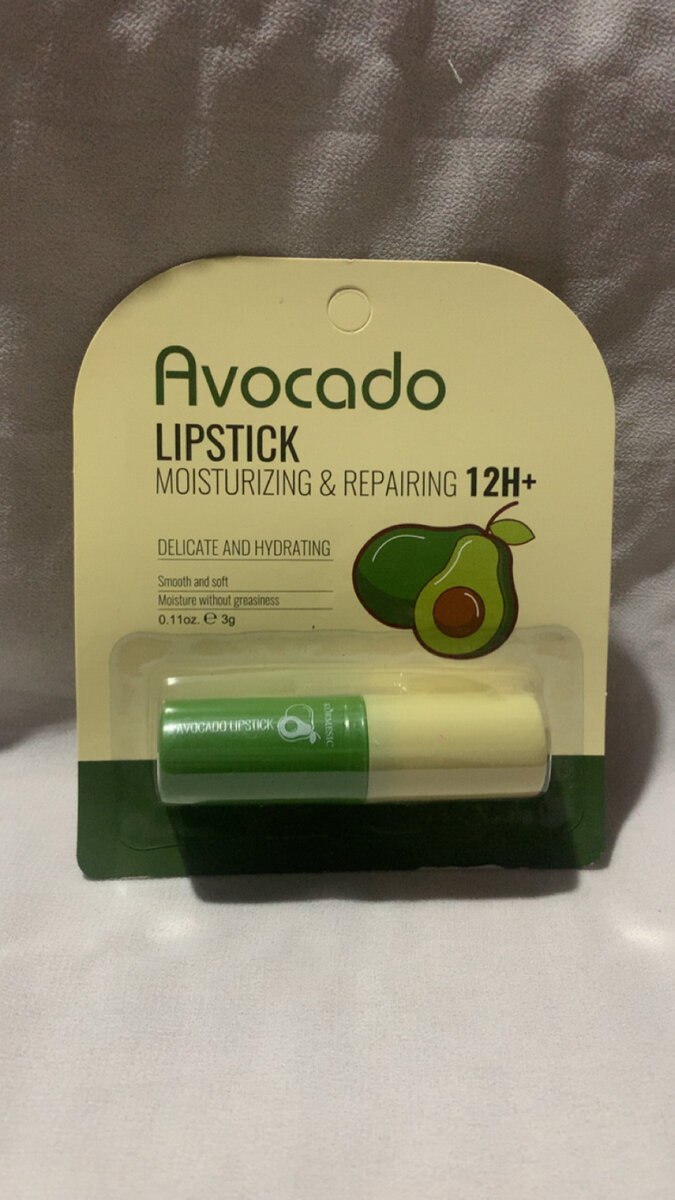 Avocado
LIPSTICK
MOISTURIZING & REPAIRING 12H+
DELICATE AND HYDRATING
Smooth and soft
Moisture without greasiness
0.11oz. ℮ 3g
AVOCADO LIPSTICK